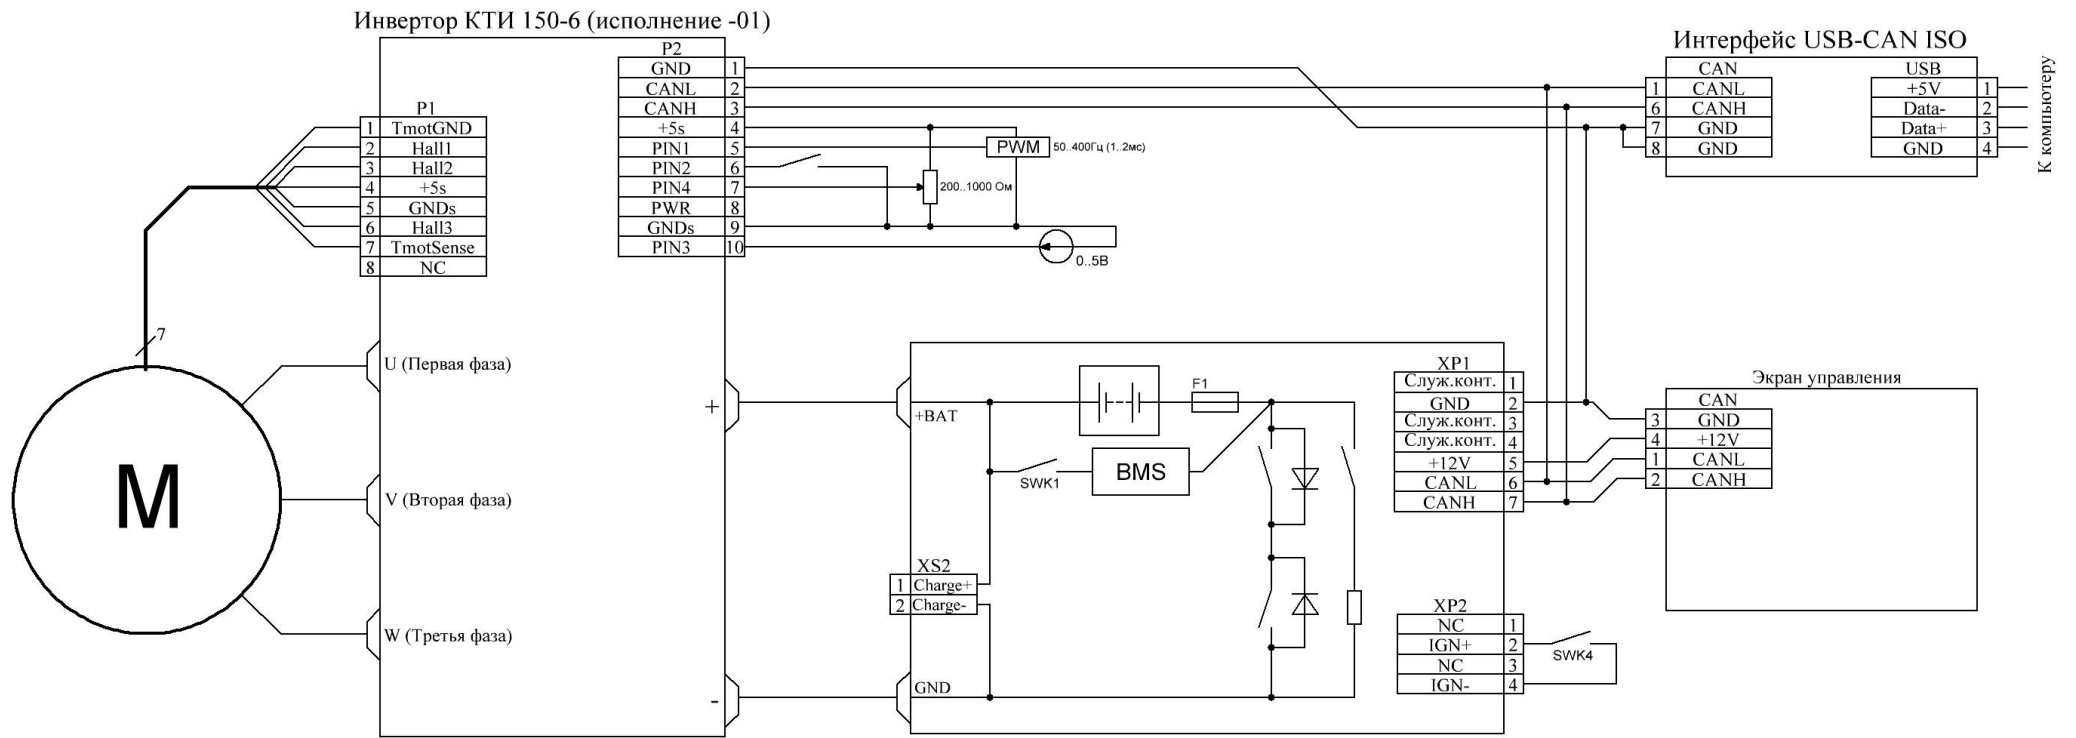 Инвертор КТИ 150-6 (исполнение -01)
P2
GND 1
CANL 2
CANH 3
+5s 4
PIN1 5
PIN2 6
PIN4 7
PWR 8
GNDs 9
PIN3 10
P1
1 TmotGND
2 Hall1
3 Hall2
4 +5s
5 GNDs
6 Hall3
7 TmotSense
8 NC
PWM
50..400Гц (1..2мс)
200..1000 Ом
0..5В
Интерфейс USB-CAN ISO
CAN
1 CANL
6 CANH
7 GND
8 GND
USB
+5V 1
Data- 2
Data+ 3
GND 4
К компьютеру
7
M
U (Первая фаза)
V (Вторая фаза)
W (Третья фаза)
+
-
+BAT
F1
SWK1
BMS
XS2
1 Charge+
2 Charge-
GND
XP1
Служ.конт. 1
GND 2
Служ.конт. 3
Служ.конт. 4
+12V 5
CANL 6
CANH 7
XP2
NC 1
IGN+ 2
NC 3
IGN- 4
SWK4
Экран управления
CAN
3 GND
4 +12V
1 CANL
2 CANH